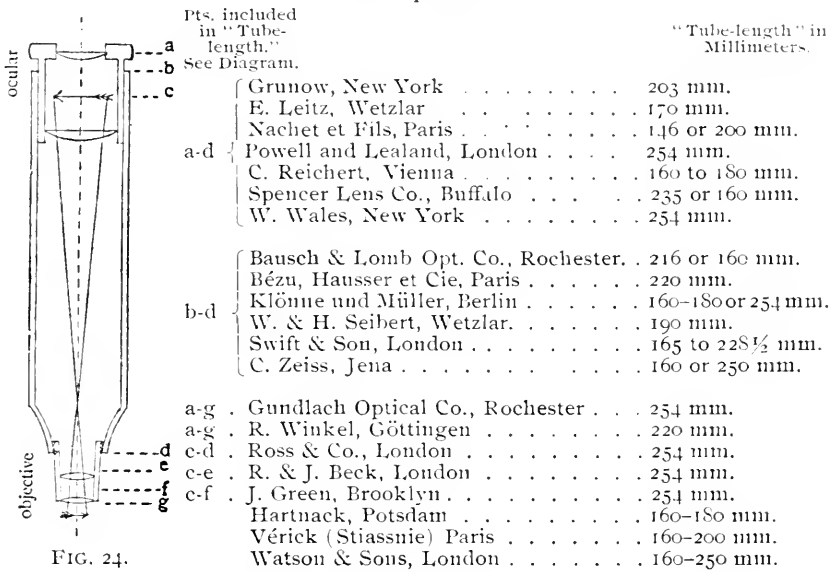 Pts. included
in "Tube-
length."
See Diagram.
"Tube-length" in
Millimeters.
ocular
a
b
c
a-d
Grunow, New York . . . . . . . . 203 mm.
E. Leitz, Wetzlar . . . . . . . . . 170 mm.
Nachet et Fils, Paris . . . . . . . 146 or 200 mm.
Powell and Lealand, London . . . . 254 mm.
C. Reichert, Vienna . . . . . . . . 160 to 180 mm.
Spencer Lens Co., Buffalo . . . . 235 or 160 mm.
W. Wales, New York . . . . . . . . 254 mm.
b-d
Bausch & Lomb Opt. Co., Rochester. . 216 or 160 mm.
Bézu, Hausser et Cie, Paris . . . . . 220 mm.
Klönne und Müller, Berlin . . . . . 160-180 or 254 mm.
W. & H. Seibert, Wetzlar. . . . . . . 190 mm.
Swift & Son, London . . . . . . . . . 165 to 228½ mm.
C. Zeiss, Jena . . . . . . . . . . . 160 or 250 mm.
a-g . Gundlach Optical Co., Rochester . . . 254 mm.
a-g . R. Winkel, Göttingen . . . . . . . 220 mm.
c-d . Ross & Co., London . . . . . . . . 254 mm.
c-e . R. & J. Beck, London . . . . . . . 254 mm.
c-f . J. Green, Brooklyn . . . . . . . . . 254 mm.
Hartnack, Potsdam . . . . . . . . 160-180 mm.
Vérick (Stiassnie) Paris . . . . . . 160-200 mm.
Watson & Sons, London . . . . . . . 160-250 mm.
d
e
f
g
objective
FIG. 24.